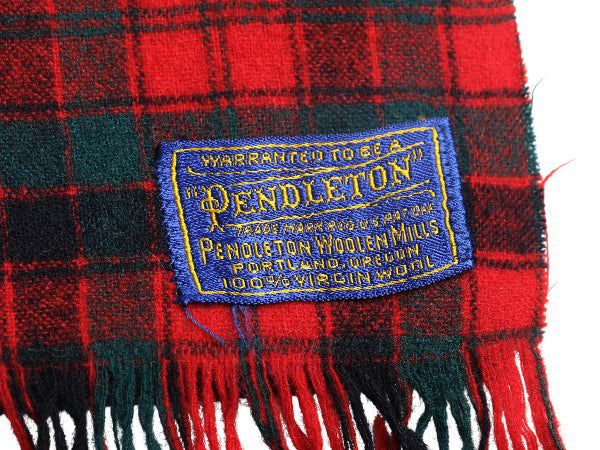 WARRANTED TO BE A
"PENDLETON"
TRADE MARK REG. U.S. PAT. OFF.
PENDLETON WOOLEN MILLS
PORTLAND, OREGON
100% VIRGIN WOOL